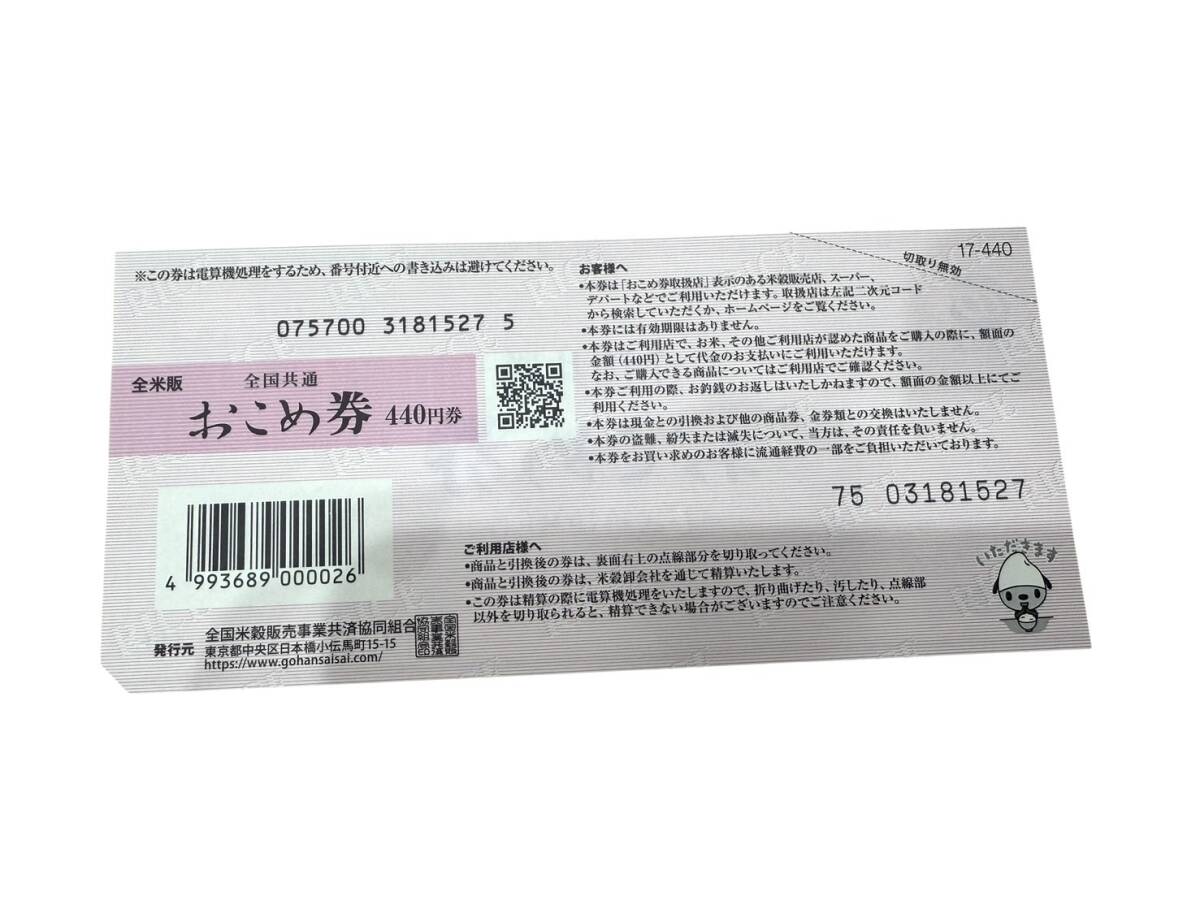 ※この券は電算機処理をするため、番号付近への書き込みは避けてください。
075700 3181527 5
全米販
全国共通
おこめ券 440円券
4 993689 000026
発行元
全国米穀販売事業共済協同組合
東京都中央区日本橋小伝馬町15-15
https://www.gohansaisai.com/
17-440
切取り無効
お客様へ
•本券は「おこめ券取扱店」表示のある米穀販売店、スーパー、
デパートなどでご利用いただけます。取扱店は左記二次元コード
から検索していただくか、ホームページをご覧ください。
•本券には有効期限はありません。
•本券はご利用店で、お米、その他ご利用店が認めた商品をご購入の際に、額面の
金額(440円)として代金のお支払いにご利用いただけます。
なお、ご購入できる商品についてはご利用店でご確認ください。
•本券ご利用の際、お釣銭のお返しはいたしかねますので、額面の金額以上にてご
利用ください。
•本券は現金との引換および他の商品券、金券類との交換はいたしません。
•本券の盗難、紛失または滅失について、当方は、その責任を負いません。
•本券をお買い求めのお客様に流通経費の一部をご負担いただいております。
75 03181527
ご利用店様へ
•商品と引換後の券は、裏面右上の点線部分を切り取ってください。
•商品と引換後の券は、米穀卸会社を通じて精算いたします。
•この券は精算の際に電算機処理をいたしますので、折り曲げたり、汚したり、点線部
以外を切り取られると、精算できない場合がございますのでご注意ください。
いただきます